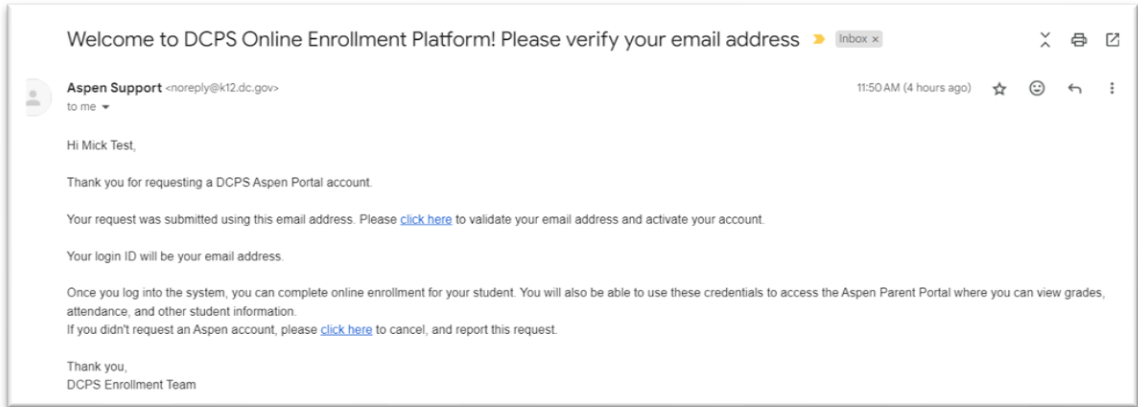 Welcome to DCPS Online Enrollment Platform! Please verify your email address Inbox ×
Aspen Support <noreply@k12.dc.gov> 11:50 AM (4 hours ago)
to me
Hi Mick Test,
Thank you for requesting a DCPS Aspen Portal account.
Your request was submitted using this email address. Please click here to validate your email address and activate your account.
Your login ID will be your email address.
Once you log into the system, you can complete online enrollment for your student. You will also be able to use these credentials to access the Aspen Parent Portal where you can view grades,
attendance, and other student information.
If you didn't request an Aspen account, please click here to cancel, and report this request.
Thank you,
DCPS Enrollment Team